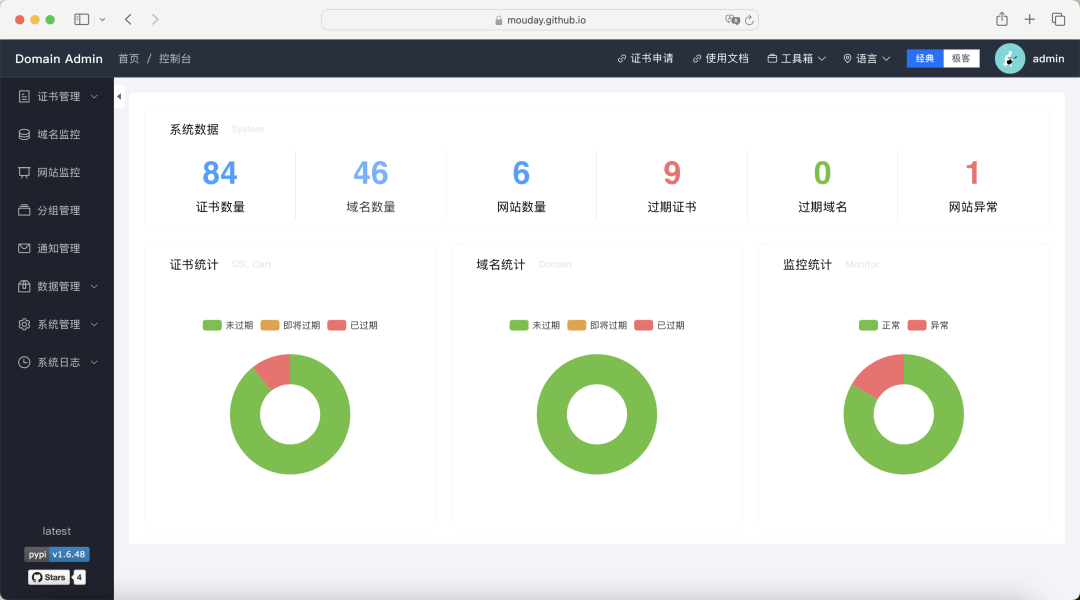 mouday.github.io
Domain Admin 首页 / 控制台 证书申请 使用文档 工具箱 语言 经典 极客 admin
证书管理
域名监控
网站监控
分组管理
通知管理
数据管理
系统管理
系统日志
latest
pypi v1.6.48
Stars 4
系统数据 System
84 46 6 9 0 1
证书数量 域名数量 网站数量 过期证书 过期域名 网站异常
证书统计 SSL Cert
未过期 即将过期 已过期
域名统计 Domain
未过期 即将过期 已过期
监控统计 Monitor
正常 异常